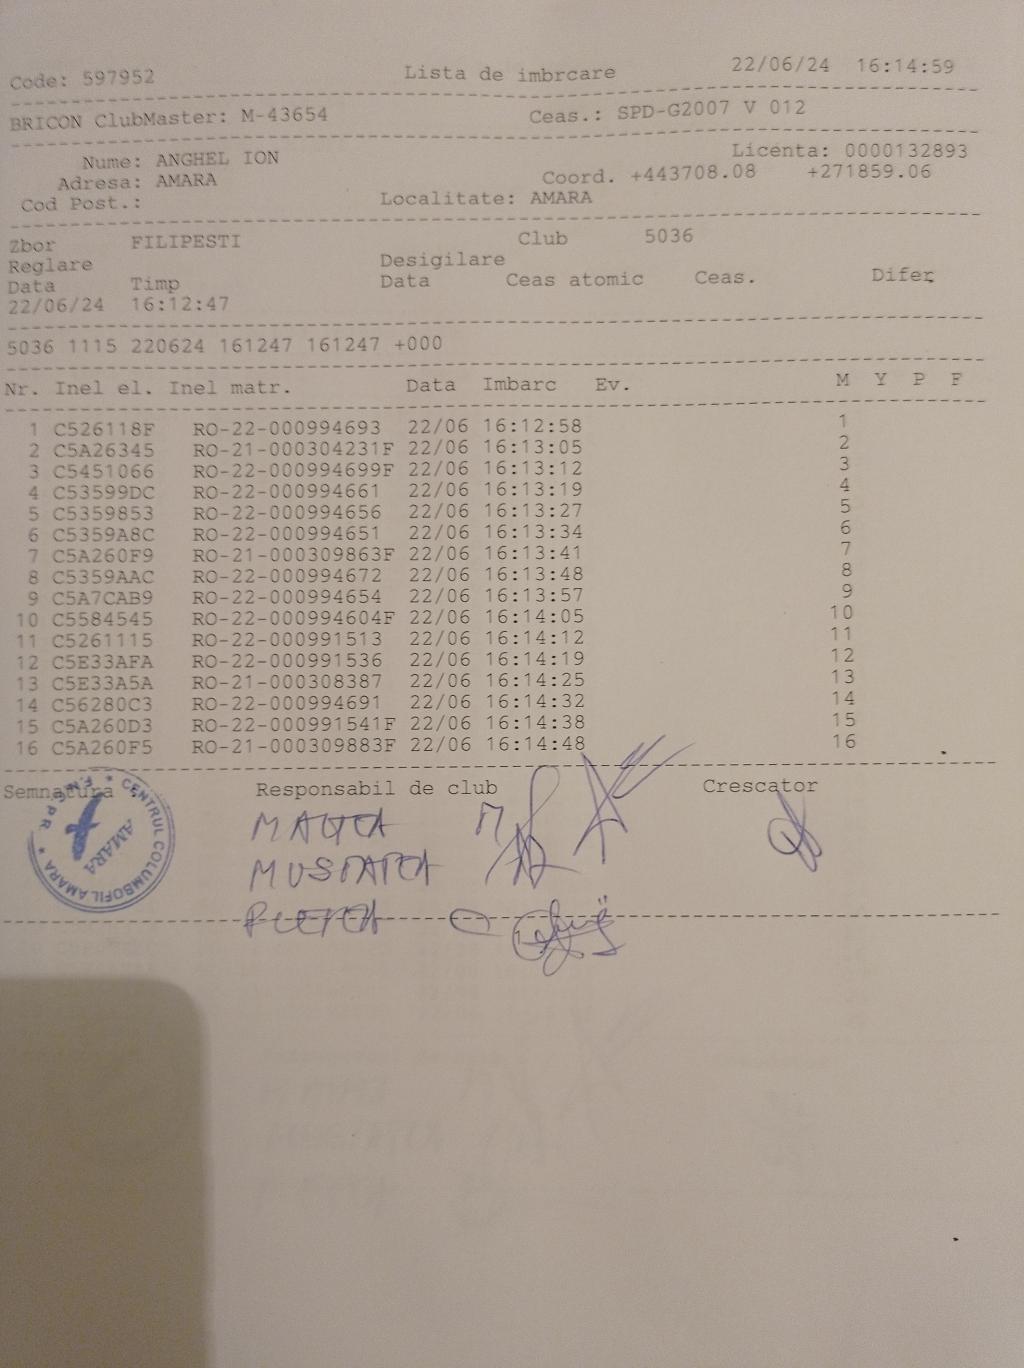 Code: 597952 Lista de imbrcare 22/06/24 16:14:59
BRICON ClubMaster: M-43654 Ceas.: SPD-G2007 V 012
Nume: ANGHEL ION Licenta: 0000132893
Adresa: AMARA Coord. +443708.08 +271859.06
Cod Post.: Localitate: AMARA
Zbor FILIPESTI Club 5036
Reglare Desigilare
Data Timp Data Ceas atomic Ceas. Difer.
22/06/24 16:12:47
5036 1115 220624 161247 161247 +000
Nr. Inel el. Inel matr. Data Imbarc Ev. M Y P F
1 C526118F RO-22-000994693 22/06 16:12:58 1
2 C5A26345 RO-21-000304231F 22/06 16:13:05 2
3 C5451066 RO-22-000994699F 22/06 16:13:12 3
4 C53599DC RO-22-000994661 22/06 16:13:19 4
5 C5359853 RO-22-000994656 22/06 16:13:27 5
6 C5359A8C RO-22-000994651 22/06 16:13:34 6
7 C5A260F9 RO-21-000309863F 22/06 16:13:41 7
8 C5359AAC RO-22-000994672 22/06 16:13:48 8
9 C5A7CAB9 RO-22-000994654 22/06 16:13:57 9
10 C5584545 RO-22-000994604F 22/06 16:14:05 10
11 C5261115 RO-22-000991513 22/06 16:14:12 11
12 C5E33AFA RO-22-000991536 22/06 16:14:19 12
13 C5E33A5A RO-21-000308387 22/06 16:14:25 13
14 C56280C3 RO-22-000994691 22/06 16:14:32 14
15 C5A260D3 RO-22-000991541F 22/06 16:14:38 15
16 C5A260F5 RO-21-000309883F 22/06 16:14:48 16
Semnatura : Responsabil de club Crescator
CENTRUL COLUMBOFIL AMARA
AMARA